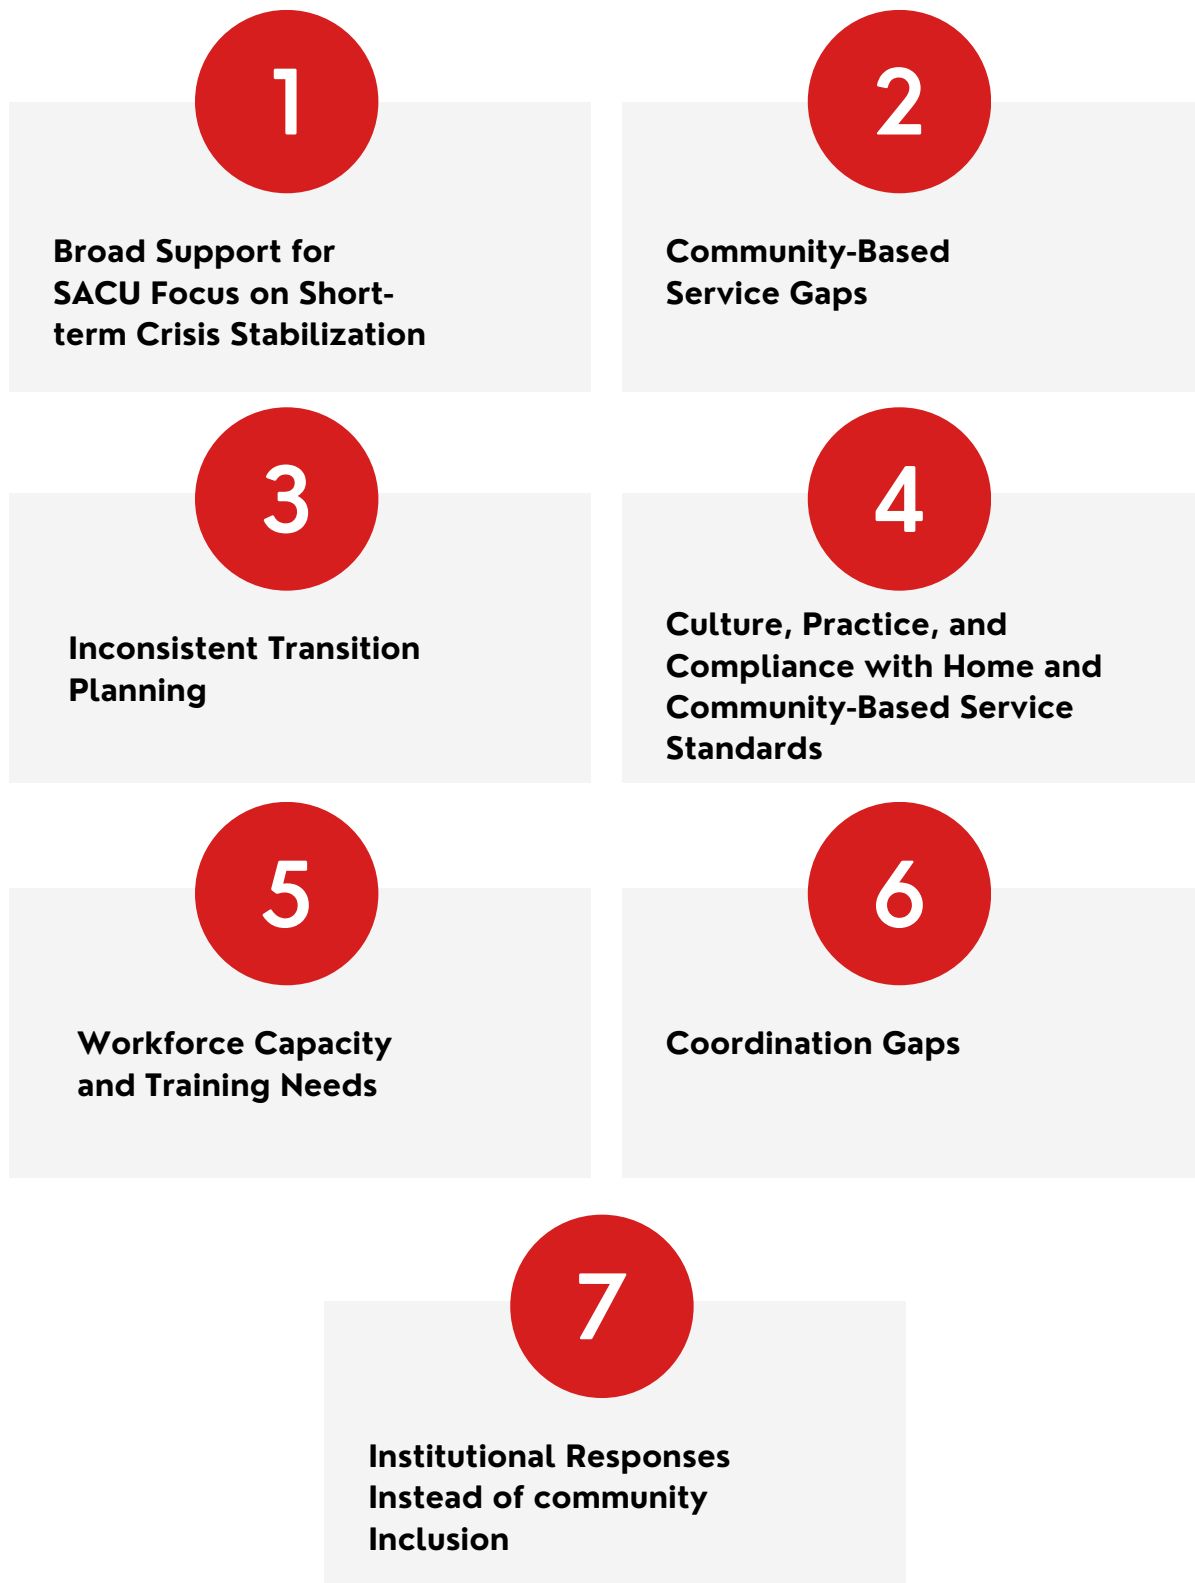 1
Broad Support for
SACU Focus on Short-
term Crisis Stabilization
2
Community-Based
Service Gaps
3
Inconsistent Transition
Planning
4
Culture, Practice, and
Compliance with Home and
Community-Based Service
Standards
5
Workforce Capacity
and Training Needs
6
Coordination Gaps
7
Institutional Responses
Instead of community
Inclusion